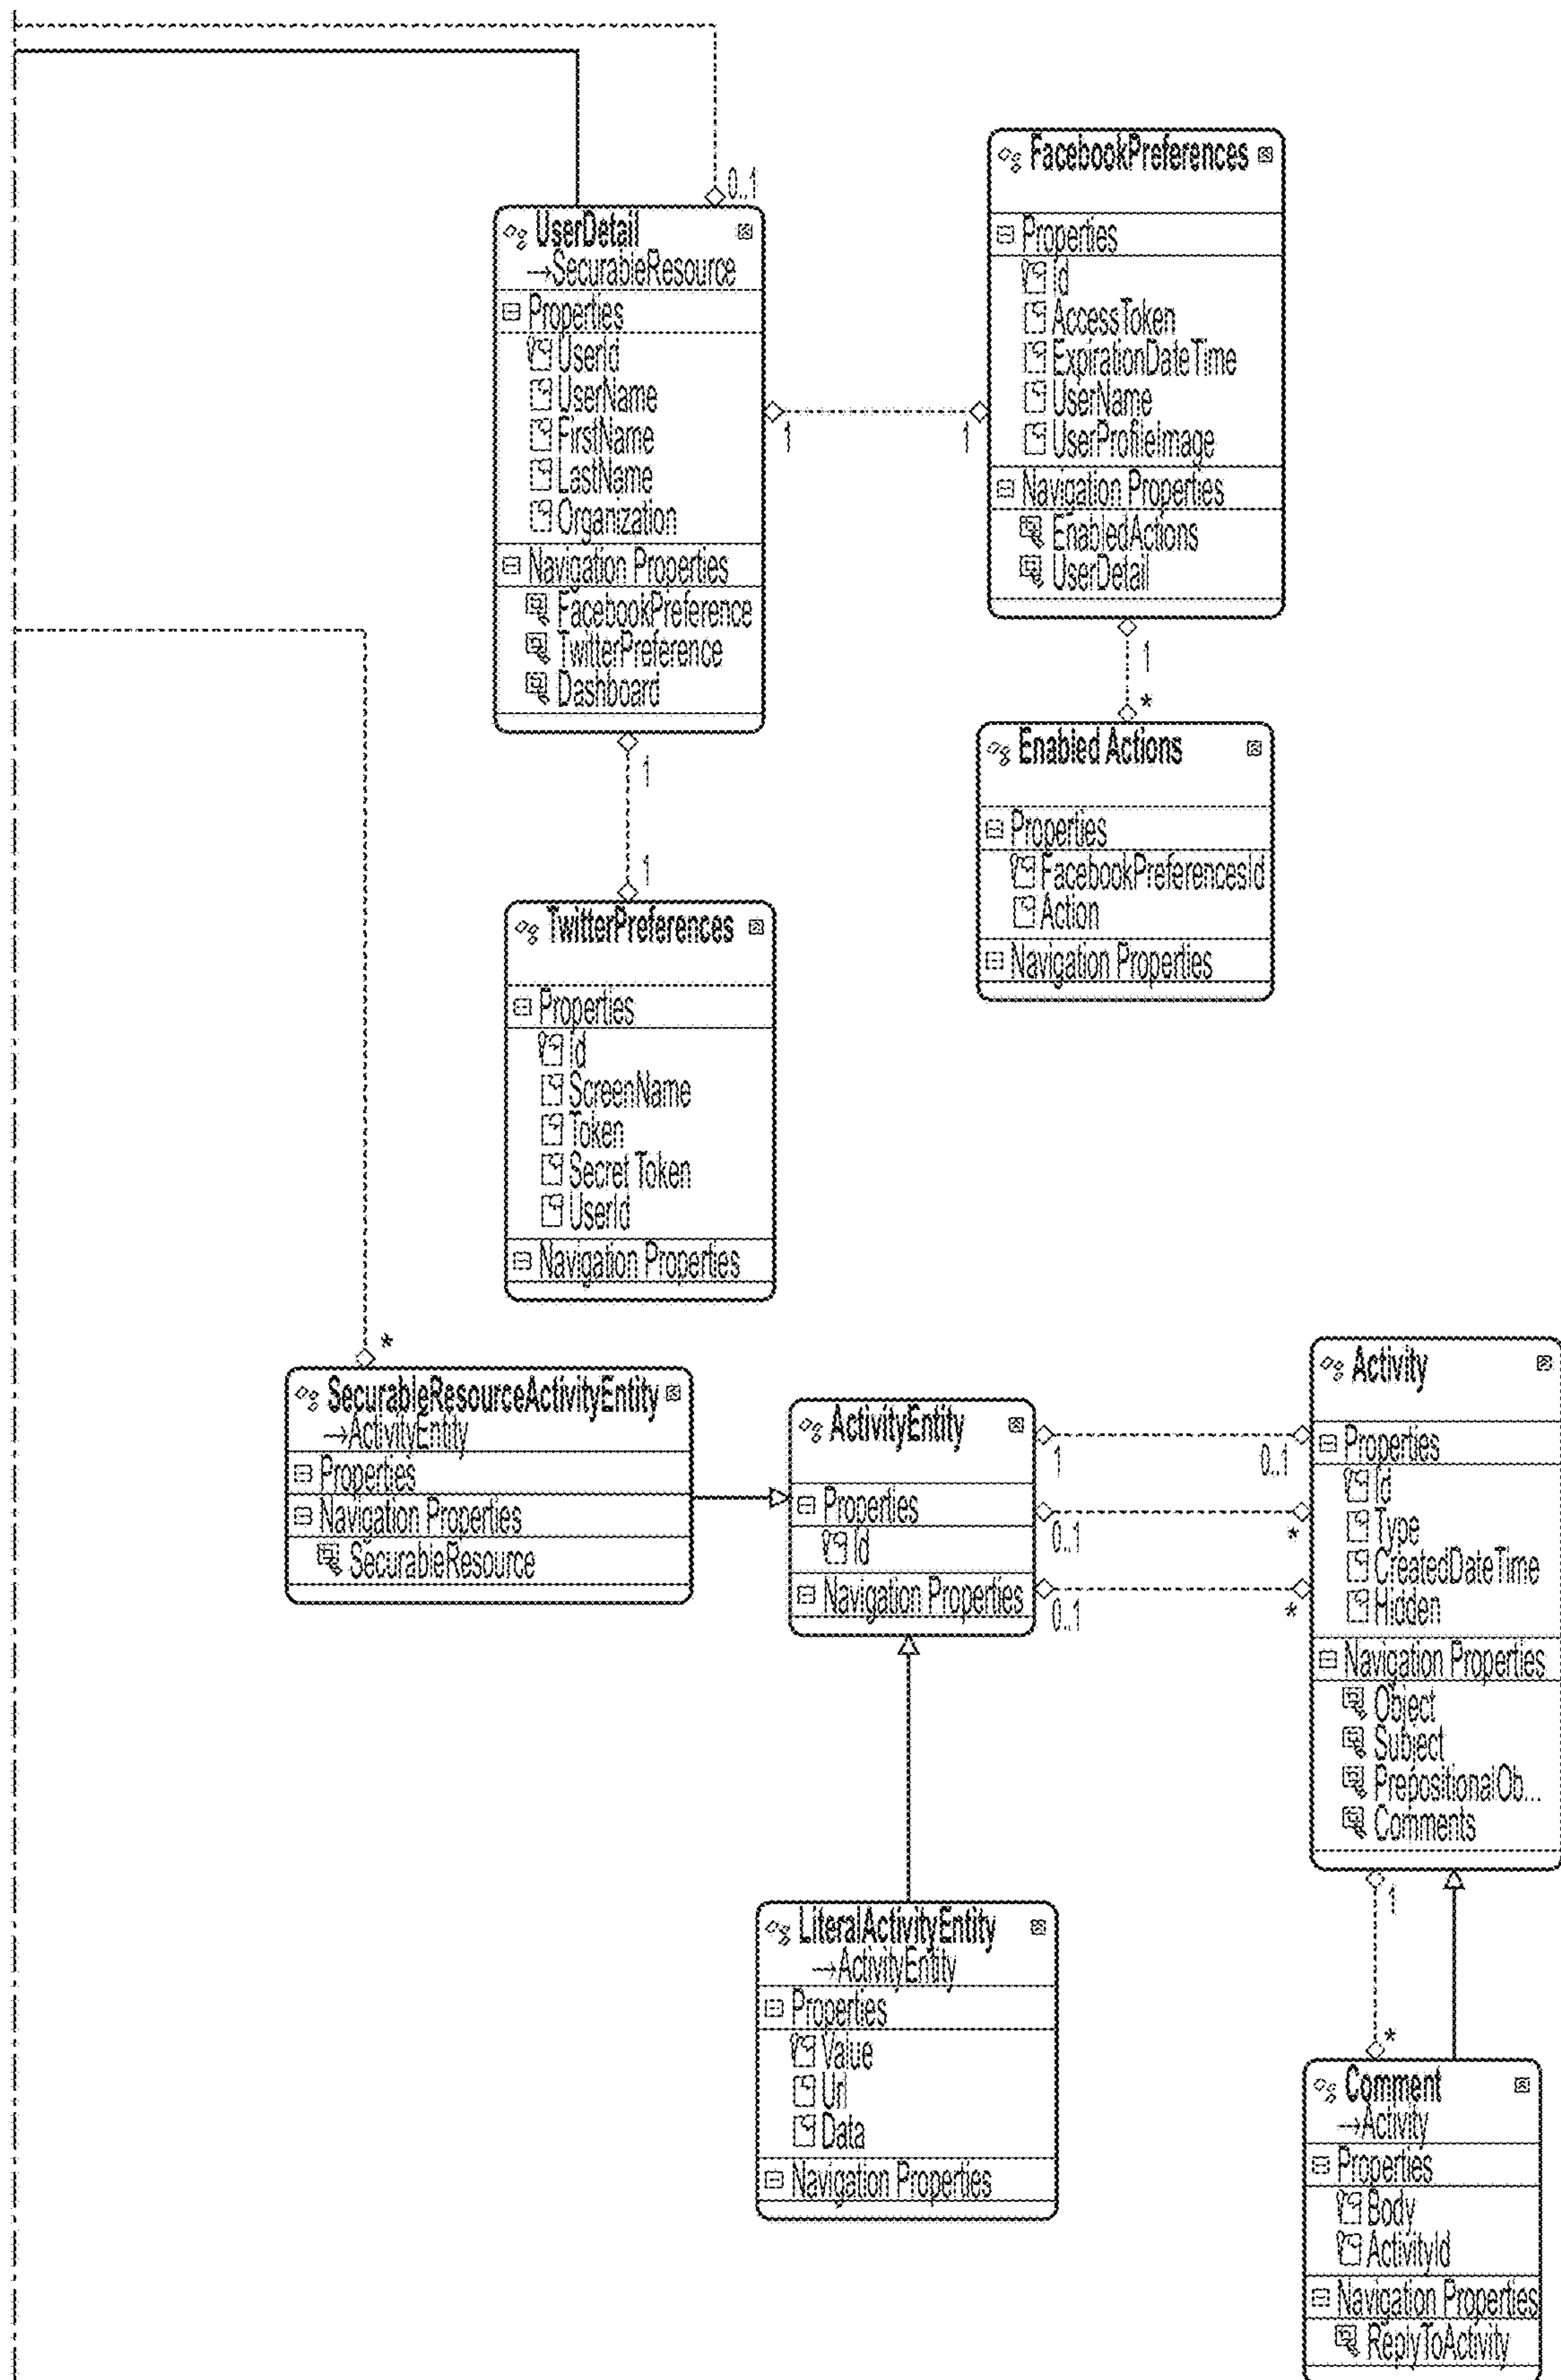 0..1
UserDetail
→SecurableResource
Properties
UserId
UserName
FirstName
LastName
Organization
Navigation Properties
FacebookPreference
TwitterPreference
Dashboard
1
1
FacebookPreferences
Properties
Id
AccessToken
ExpirationDateTime
UserName
UserProfileImage
Navigation Properties
EnabledActions
UserDetail
1
*
Enabled Actions
Properties
FacebookPreferencesId
Action
Navigation Properties
1
1
TwitterPreferences
Properties
Id
ScreenName
Token
Secret Token
UserId
Navigation Properties
*
SecurableResourceActivityEntity
→ActivityEntity
Properties
Navigation Properties
SecurableResource
ActivityEntity
Properties
Id
Navigation Properties
1
0..1
0..1
*
0..1
*
Activity
Properties
Id
Type
CreatedDateTime
Hidden
Navigation Properties
Object
Subject
PrepositionalOb...
Comments
1
*
LiteralActivityEntity
→ActivityEntity
Properties
Value
Url
Data
Navigation Properties
Comment
→Activity
Properties
Body
ActivityId
Navigation Properties
ReplyToActivity